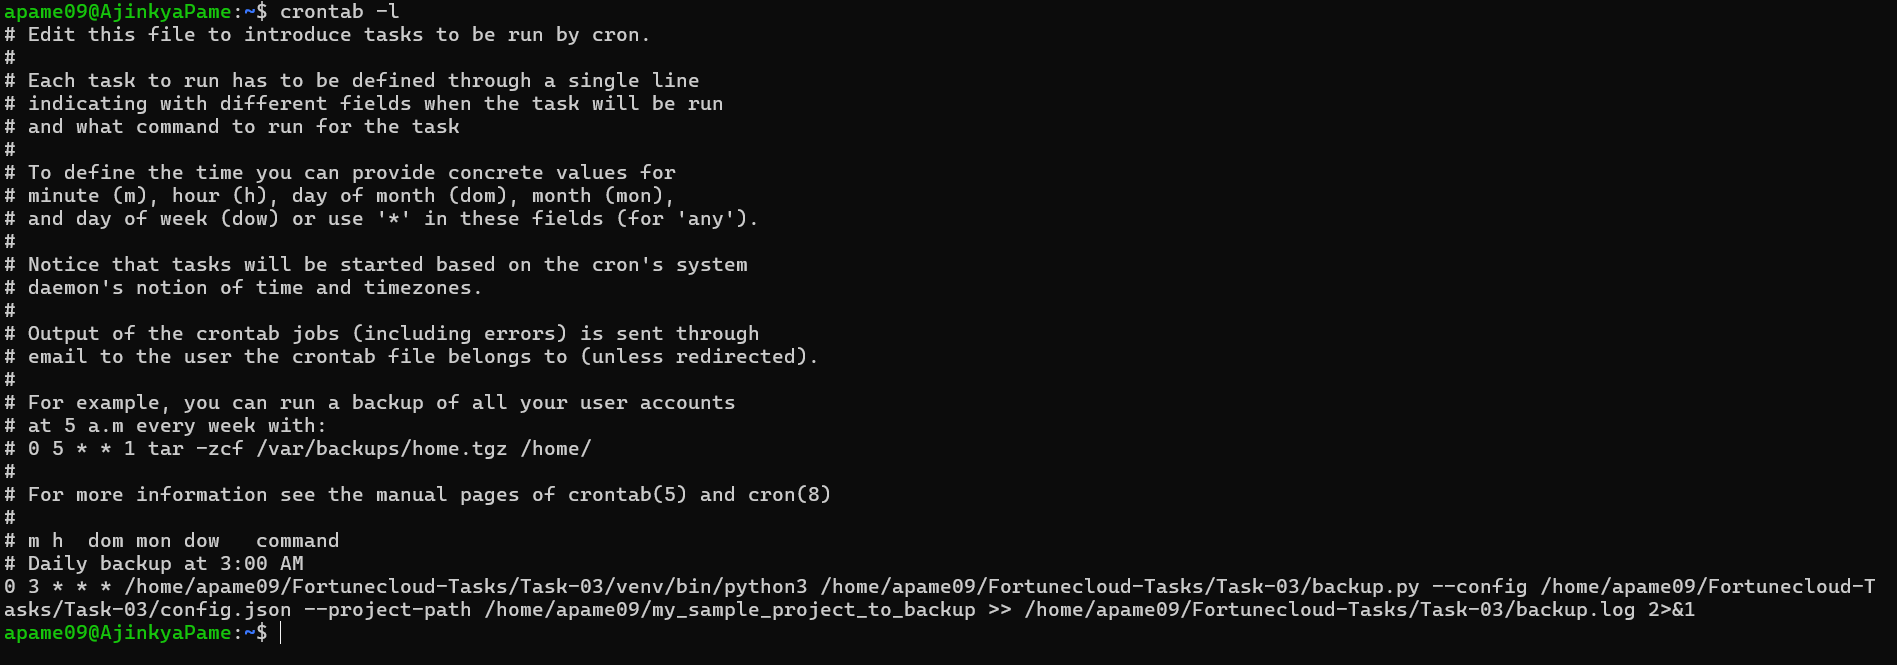 apame09@AjinkyaPame:~$ crontab -l
# Edit this file to introduce tasks to be run by cron.
#
# Each task to run has to be defined through a single line
# indicating with different fields when the task will be run
# and what command to run for the task
#
# To define the time you can provide concrete values for
# minute (m), hour (h), day of month (dom), month (mon),
# and day of week (dow) or use '*' in these fields (for 'any').
#
# Notice that tasks will be started based on the cron's system
# daemon's notion of time and timezones.
#
# Output of the crontab jobs (including errors) is sent through
# email to the user the crontab file belongs to (unless redirected).
#
# For example, you can run a backup of all your user accounts
# at 5 a.m every week with:
# 0 5 * * 1 tar -zcf /var/backups/home.tgz /home/
#
# For more information see the manual pages of crontab(5) and cron(8)
#
# m h  dom mon dow   command
# Daily backup at 3:00 AM
0 3 * * * /home/apame09/Fortunecloud-Tasks/Task-03/venv/bin/python3 /home/apame09/Fortunecloud-Tasks/Task-03/backup.py --config /home/apame09/Fortunecloud-T
asks/Task-03/config.json --project-path /home/apame09/my_sample_project_to_backup >> /home/apame09/Fortunecloud-Tasks/Task-03/backup.log 2>&1
apame09@AjinkyaPame:~$